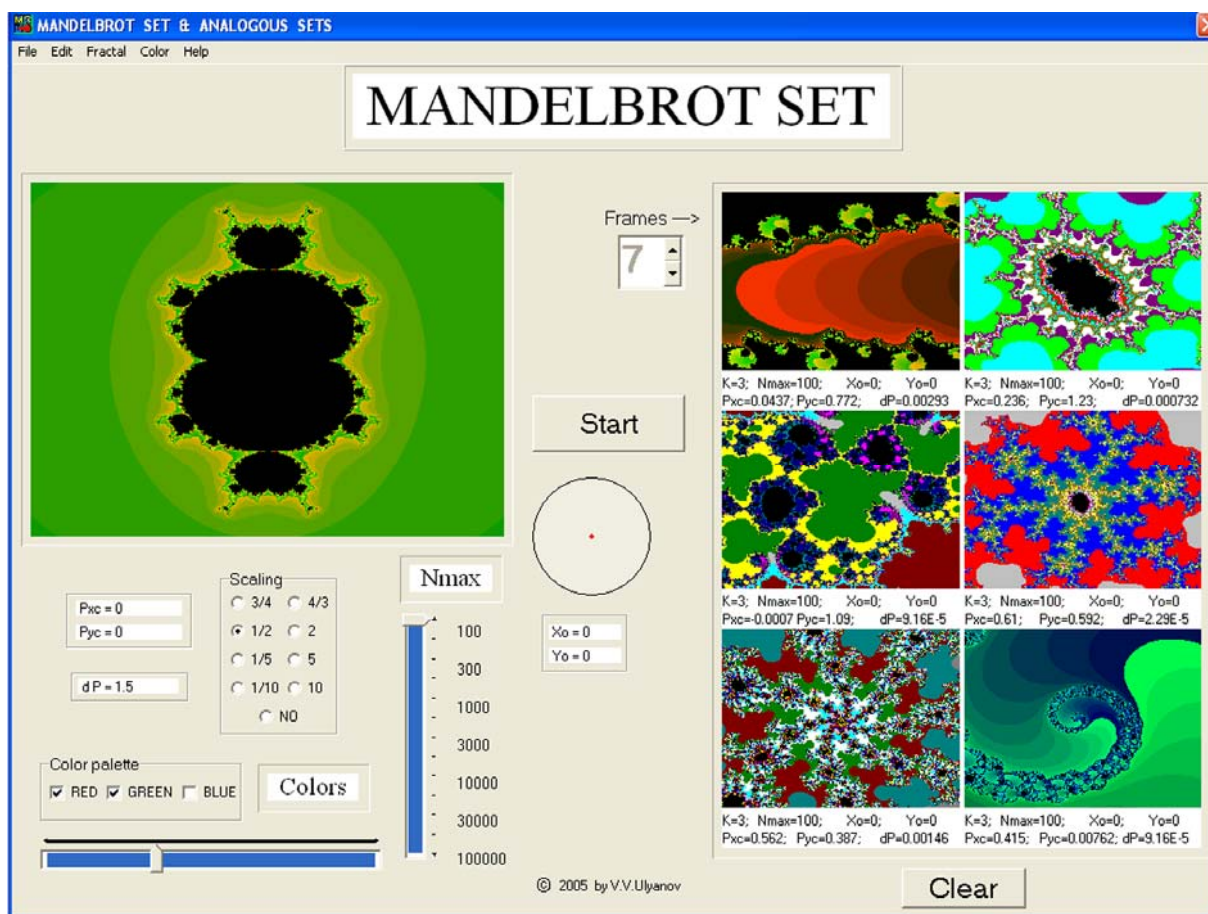 MANDELBROT SET & ANALOGOUS SETS
File Edit Fractal Color Help
MANDELBROT SET
Frames —>
7
Start
K=3; Nmax=100; Xo=0; Yo=0
Pxc=0.0437; Pyc=0.772; dP=0.00293
K=3; Nmax=100; Xo=0; Yo=0
Pxc=0.236; Pyc=1.23; dP=0.000732
K=3; Nmax=100; Xo=0; Yo=0
Pxc=-0.0007 Pyc=1.09; dP=9.16E-5
K=3; Nmax=100; Xo=0; Yo=0
Pxc=0.61; Pyc=0.592; dP=2.29E-5
K=3; Nmax=100; Xo=0; Yo=0
Pxc=0.562; Pyc=0.387; dP=0.00146
K=3; Nmax=100; Xo=0; Yo=0
Pxc=0.415; Pyc=0.00762; dP=9.16E-5
Pxc = 0
Pyc = 0
dP = 1.5
Scaling
3/4 4/3
1/2 2
1/5 5
1/10 10
NO
Nmax
100
300
1000
3000
10000
30000
100000
Xo = 0
Yo = 0
Color palette
RED GREEN BLUE
Colors
© 2005 by V.V.Ulyanov
Clear